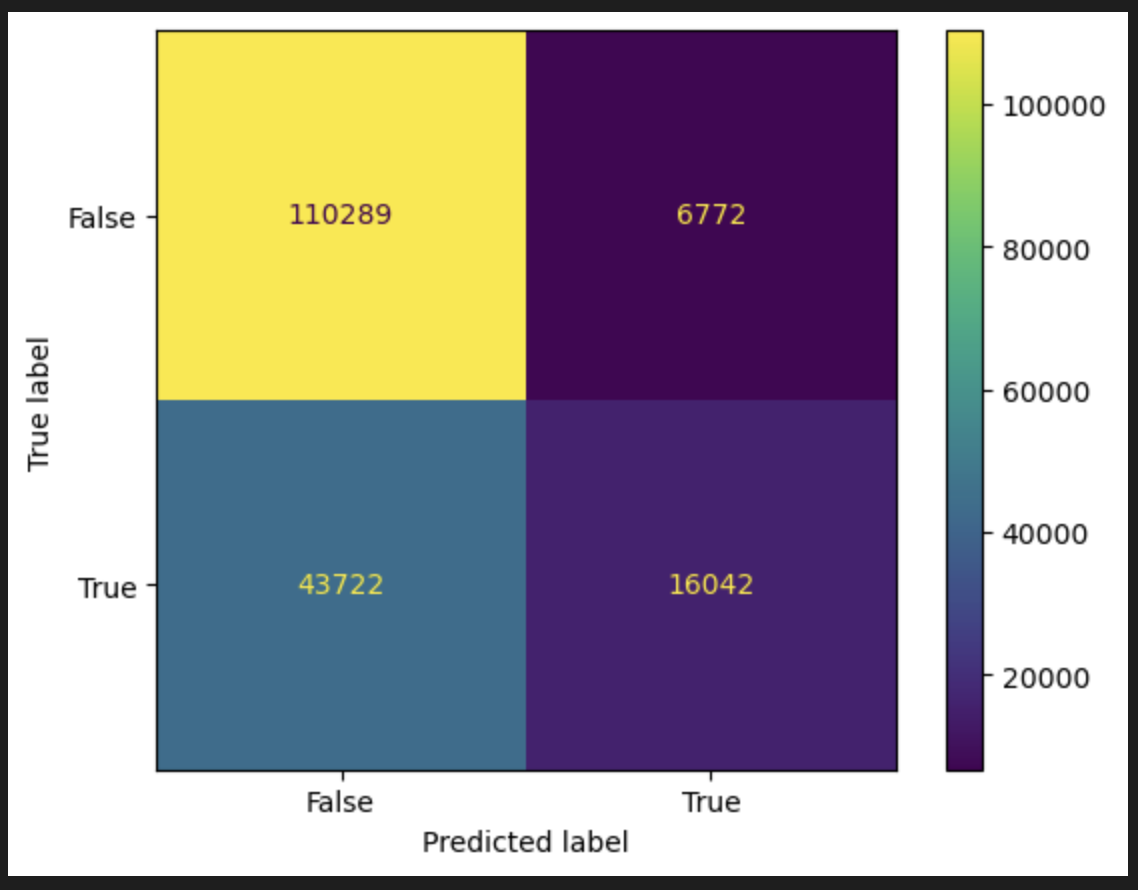 110289
6772
43722
16042
False
True
True label
False
True
Predicted label
100000
80000
60000
40000
20000